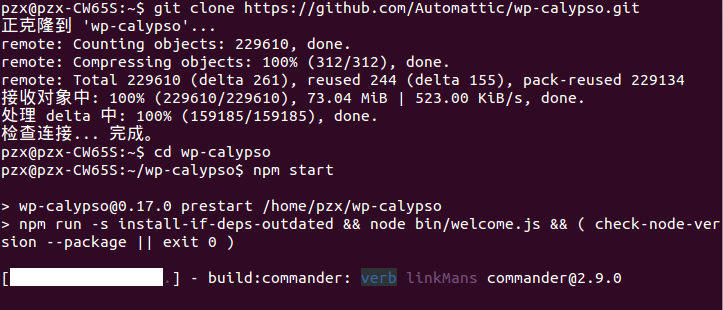 pzx@pzx-CW65S:~$ git clone https://github.com/Automattic/wp-calypso.git
正克隆到 'wp-calypso'...
remote: Counting objects: 229610, done.
remote: Compressing objects: 100% (312/312), done.
remote: Total 229610 (delta 261), reused 244 (delta 155), pack-reused 229134
接收对象中: 100% (229610/229610), 73.04 MiB | 523.00 KiB/s, done.
处理 delta 中: 100% (159185/159185), done.
检查连接... 完成。
pzx@pzx-CW65S:~$ cd wp-calypso
pzx@pzx-CW65S:~/wp-calypso$ npm start
> wp-calypso@0.17.0 prestart /home/pzx/wp-calypso
> npm run -s install-if-deps-outdated && node bin/welcome.js && ( check-node-ver
sion --package || exit 0 )
[ .] - build:commander: verb linkMans commander@2.9.0